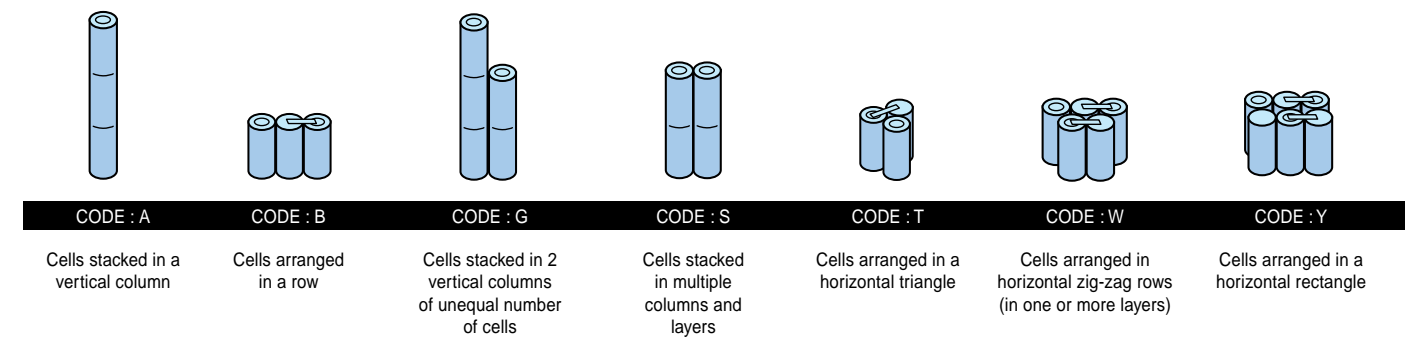 CODE : A
CODE : B
CODE : G
CODE : S
CODE : T
CODE : W
CODE : Y
Cells stacked in a
vertical column
Cells arranged
in a row
Cells stacked in 2
vertical columns
of unequal number
of cells
Cells stacked
in multiple
columns and
layers
Cells arranged in a
horizontal triangle
Cells arranged in
horizontal zig-zag rows
(in one or more layers)
Cells arranged in a
horizontal rectangle